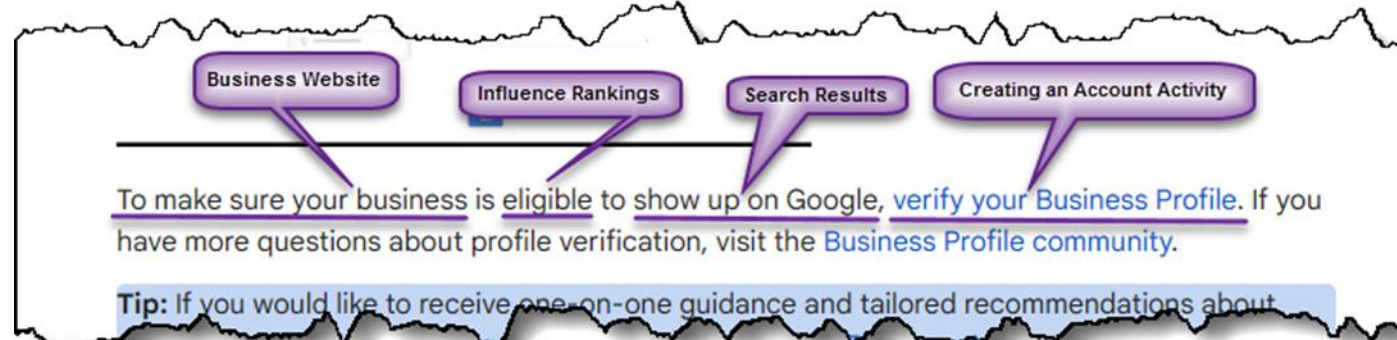 Business Website
Influence Rankings
Search Results
Creating an Account Activity
To make sure your business is eligible to show up on Google, verify your Business Profile. If you
have more questions about profile verification, visit the Business Profile community.
Tip: If you would like to receive one-on-one guidance and tailored recommendations about